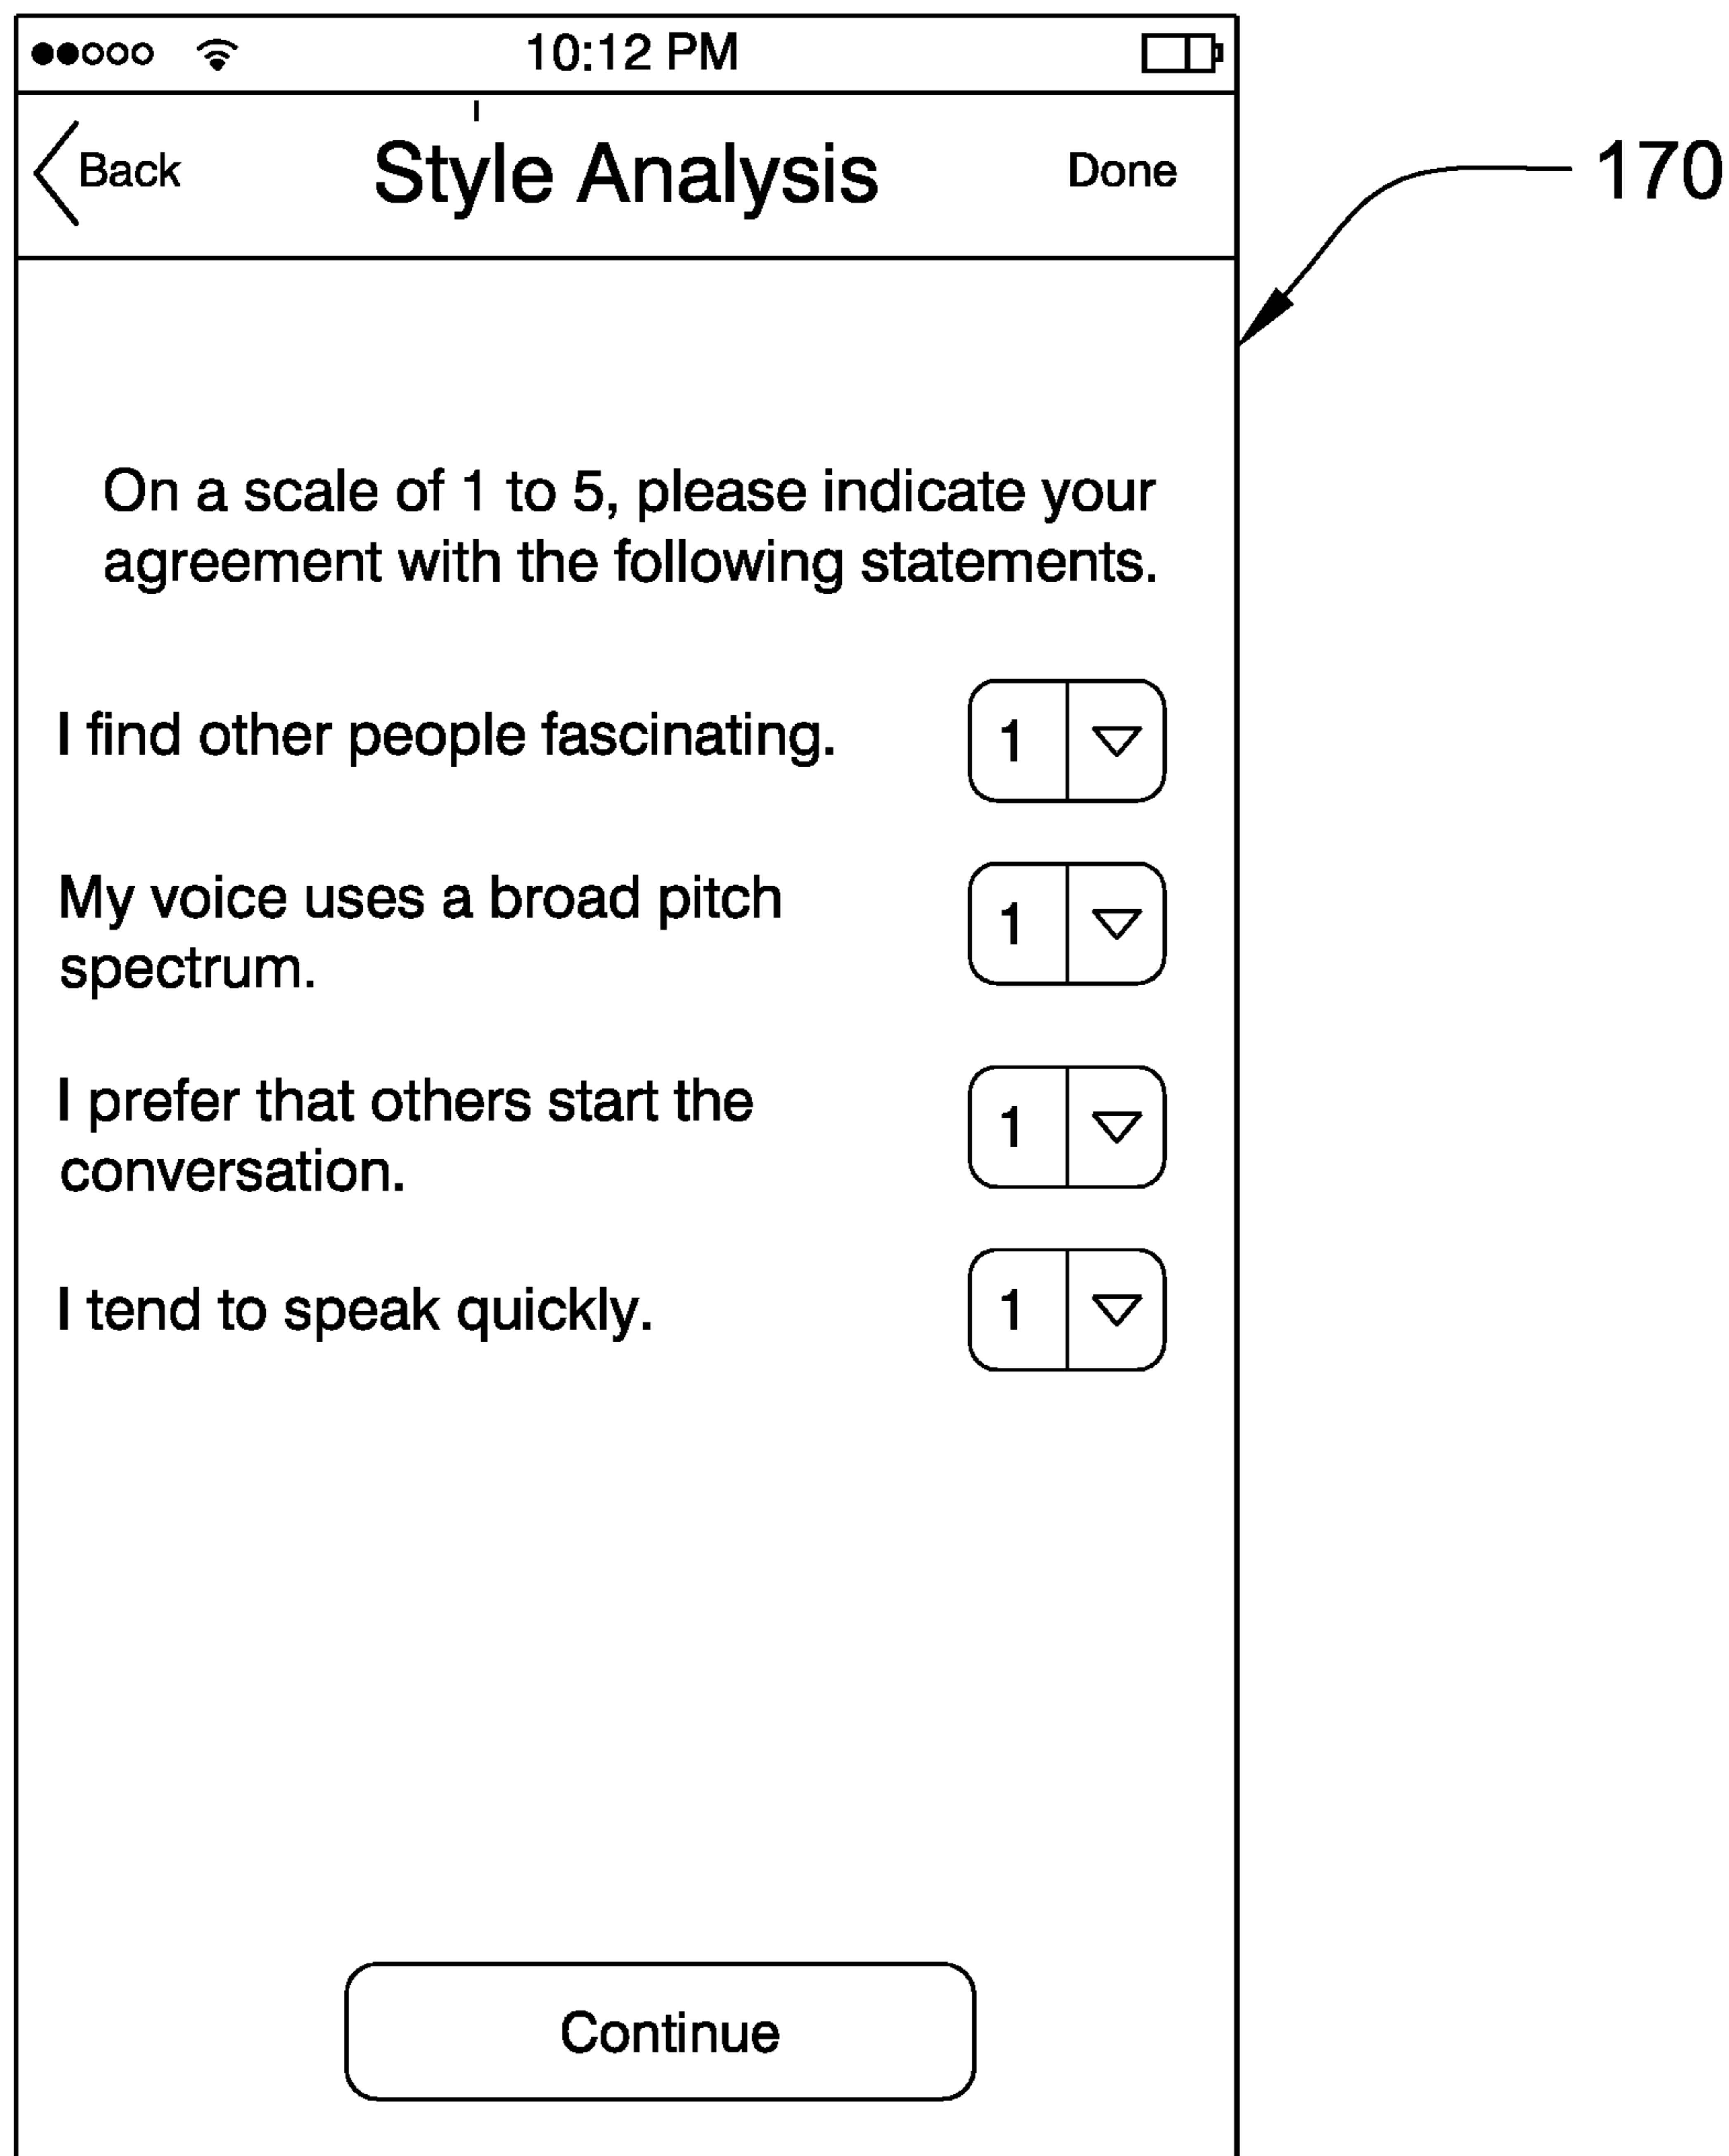 10:12 PM
Back
Style Analysis
Done
170
On a scale of 1 to 5, please indicate your
agreement with the following statements.
I find other people fascinating.
1
My voice uses a broad pitch
spectrum.
1
I prefer that others start the
conversation.
1
I tend to speak quickly.
1
Continue